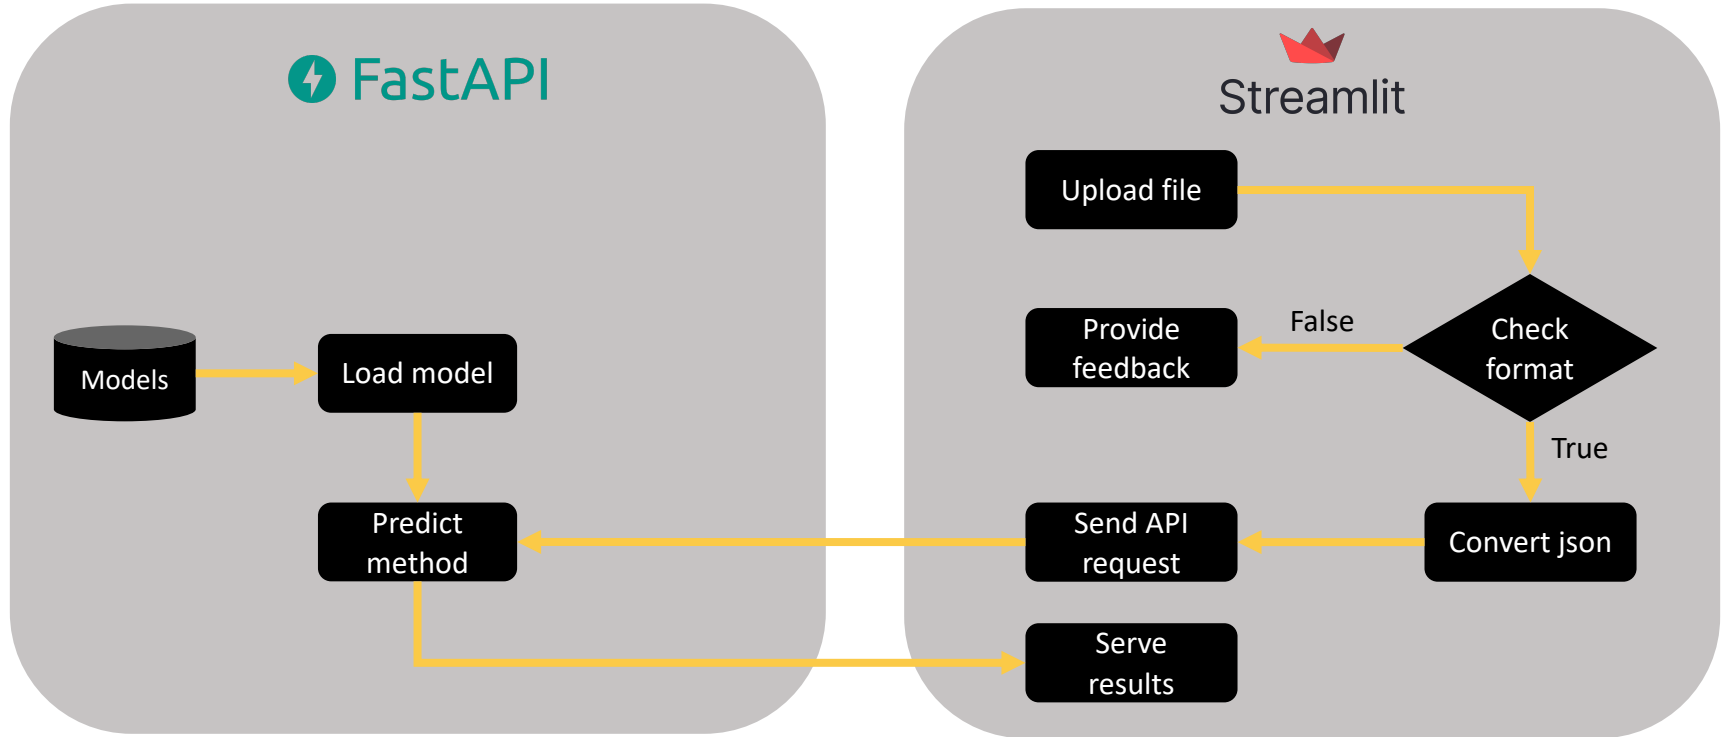 FastAPI
Models
Load model
Predict
method
Streamlit
Upload file
Check
format
False
Provide
feedback
True
Convert json
Send API
request
Serve
results